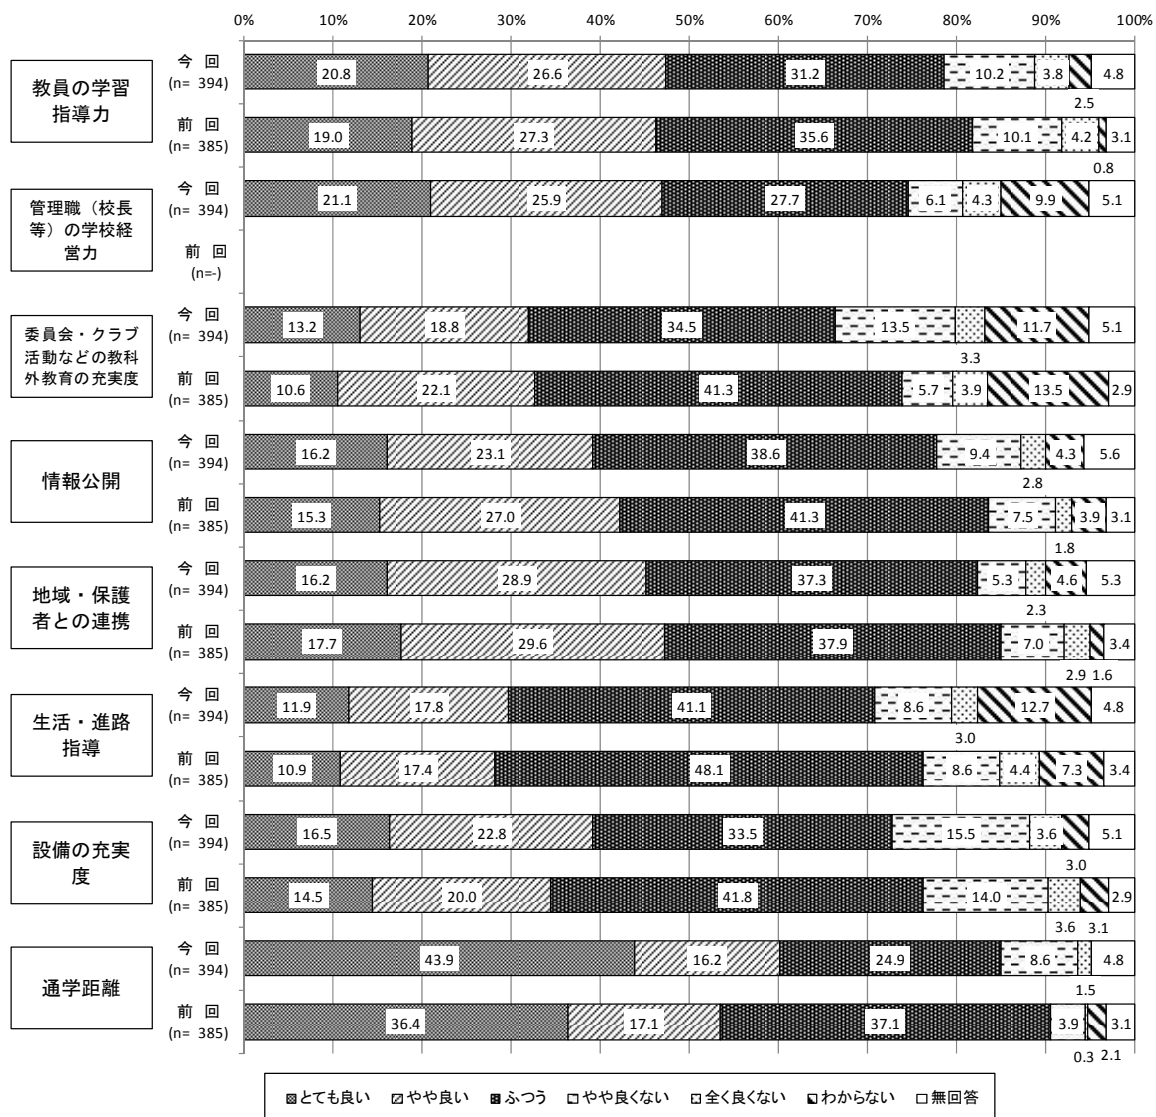 0% 10% 20% 30% 40% 50% 60% 70% 80% 90% 100%
教員の学習
指導力
今 回
(n= 394)
20.8 26.6 31.2 10.2 3.8 2.5 4.8
前 回
(n= 385)
19.0 27.3 35.6 10.1 4.2 0.8 3.1
管理職（校長
等）の学校経
営力
今 回
(n= 394)
21.1 25.9 27.7 6.1 4.3 9.9 5.1
前 回
(n=-)
委員会・クラブ
活動などの教科
外教育の充実度
今 回
(n= 394)
13.2 18.8 34.5 13.5 3.3 11.7 5.1
前 回
(n= 385)
10.6 22.1 41.3 5.7 3.9 13.5 2.9
情報公開
今 回
(n= 394)
16.2 23.1 38.6 9.4 2.8 4.3 5.6
前 回
(n= 385)
15.3 27.0 41.3 7.5 1.8 3.9 3.1
地域・保護
者との連携
今 回
(n= 394)
16.2 28.9 37.3 5.3 2.3 4.6 5.3
前 回
(n= 385)
17.7 29.6 37.9 7.0 2.9 1.6 3.4
生活・進路
指導
今 回
(n= 394)
11.9 17.8 41.1 8.6 3.0 12.7 4.8
前 回
(n= 385)
10.9 17.4 48.1 8.6 4.4 7.3 3.4
設備の充実
度
今 回
(n= 394)
16.5 22.8 33.5 15.5 3.6 3.0 5.1
前 回
(n= 385)
14.5 20.0 41.8 14.0 3.6 3.1 2.9
通学距離
今 回
(n= 394)
43.9 16.2 24.9 8.6 1.5 4.8
前 回
(n= 385)
36.4 17.1 37.1 3.9 0.3 2.1 3.1
とても良い やや良い ふつう やや良くない 全く良くない わからない 無回答